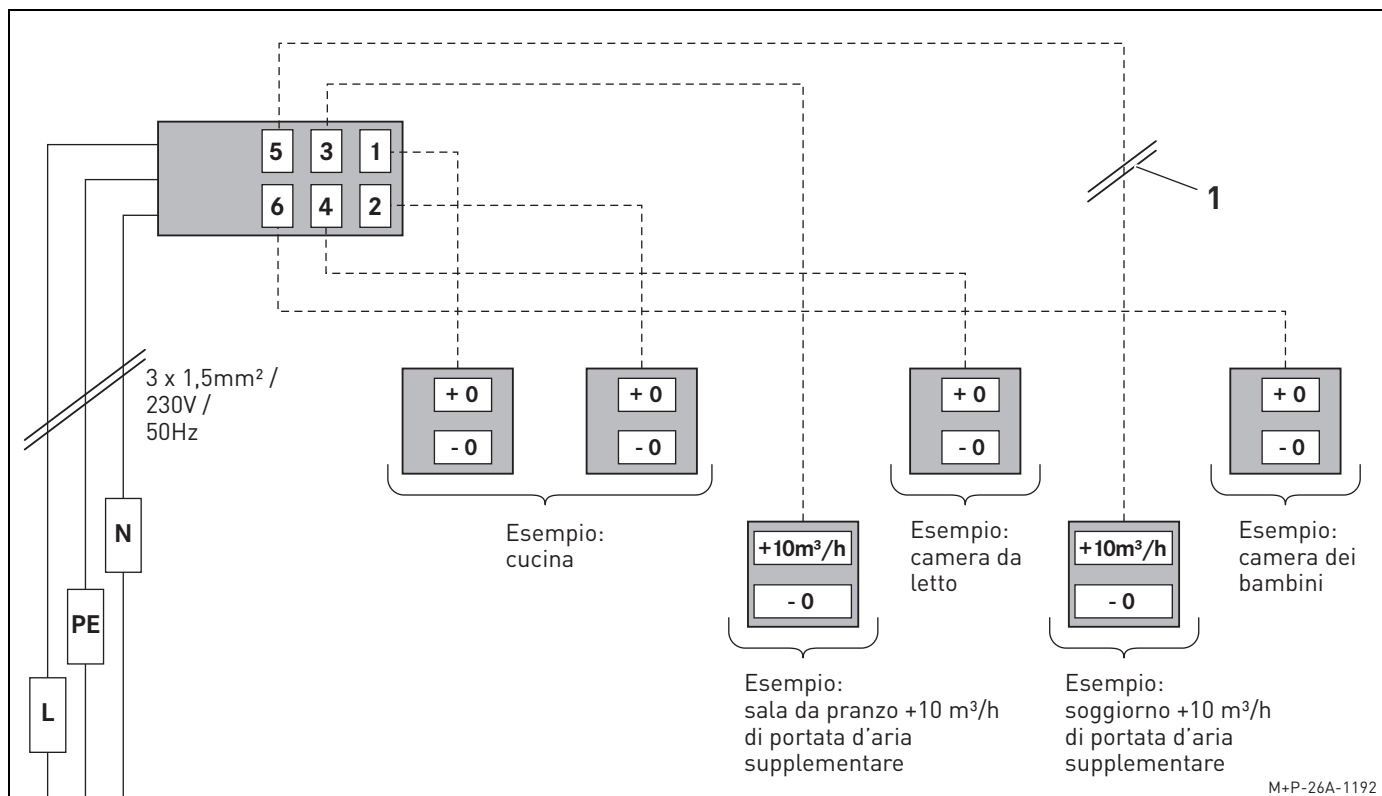 5 3 1
6 4 2
1
3 x 1,5mm² /
230V /
50Hz
+ 0
- 0
+ 0
- 0
+ 0
- 0
+ 0
- 0
N
PE
L
Esempio:
cucina
+10m³/h
- 0
Esempio:
camera da
letto
+10m³/h
- 0
Esempio:
camera dei
bambini
Esempio:
sala da pranzo +10 m³/h
di portata d’aria
supplementare
Esempio:
soggiorno +10 m³/h
di portata d’aria
supplementare
M+P-26A-1192